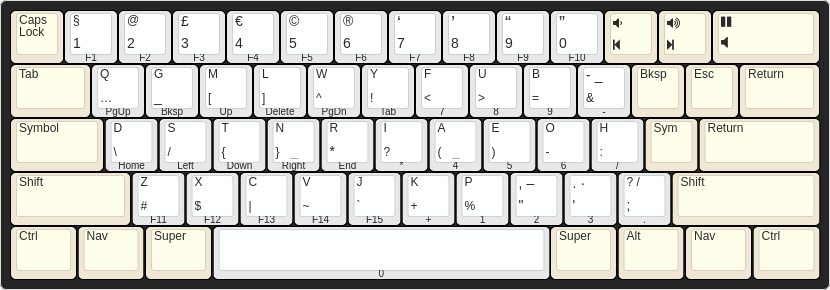 Caps Lock § @ £ € © ® ‘ ’ “ ”
1 2 3 4 5 6 7 8 9 0
F1 F2 F3 F4 F5 F6 F7 F8 F9 F10
Tab Q G M L W Y F U B - _ Bksp Esc Return
… _ [ ] ^ ! < > = &
PgUp Bksp Up Delete PgDn Tab 7 8 9 -
Symbol D S T N R I A E O H Sym Return
\ / { } _ * ? ( _ ) - :
Home Left Down Right End * 4 5 6 /
Shift Z X C V J K P , – . · ? / Shift
# $ | ~ ` + % " ' ;
F11 F12 F13 F14 F15 + 1 2 3 .
Ctrl Nav Super Super Alt Nav Ctrl
0